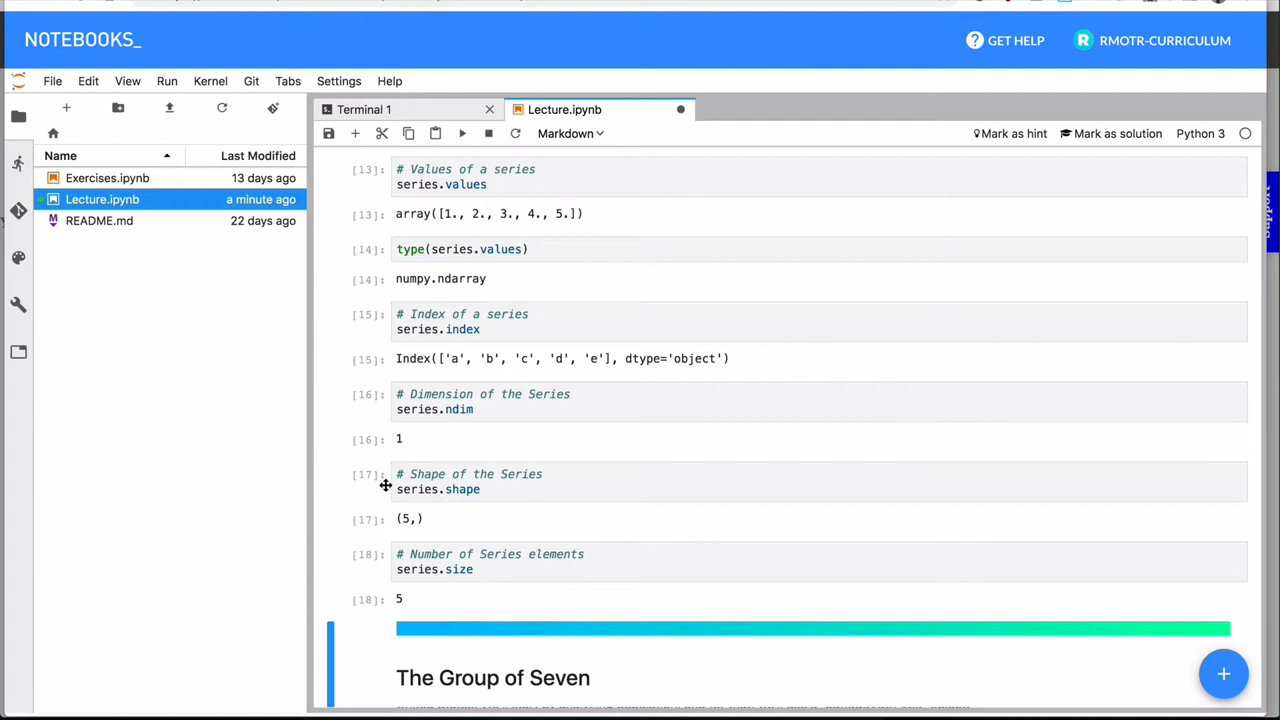 NOTEBOOKS_
GET HELP
R RMOTR-CURRICULUM
File Edit View Run Kernel Git Tabs Settings Help
Name Last Modified
Exercises.ipynb 13 days ago
Lecture.ipynb a minute ago
README.md 22 days ago
Terminal 1
Lecture.ipynb
Markdown
Mark as hint
Mark as solution
Python 3
[13]: # Values of a series
series.values
[13]: array([1., 2., 3., 4., 5.])
[14]: type(series.values)
[14]: numpy.ndarray
[15]: # Index of a series
series.index
[15]: Index(['a', 'b', 'c', 'd', 'e'], dtype='object')
[16]: # Dimension of the Series
series.ndim
[16]: 1
[17]: # Shape of the Series
series.shape
[17]: (5,)
[18]: # Number of Series elements
series.size
[18]: 5
The Group of Seven
Support